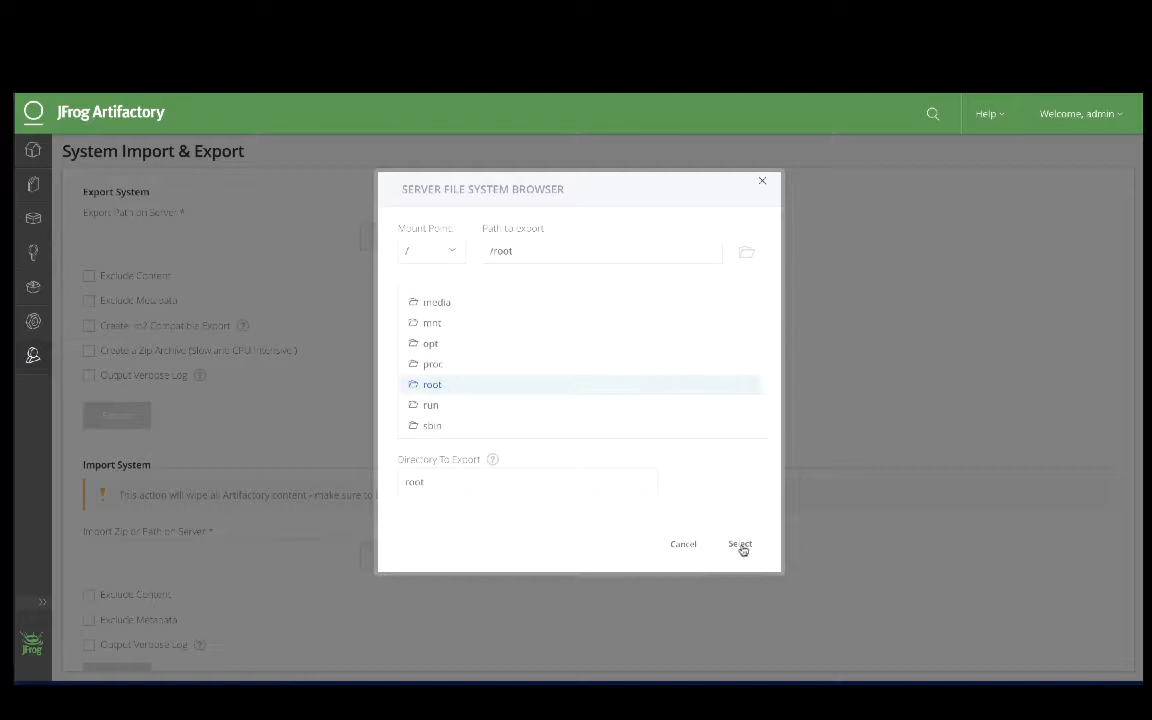 JFrog Artifactory
Help
Welcome, admin
System Import & Export
Export System
Export Path on Server *
Exclude Content
Exclude Metadata
Create .m2 Compatible Export ?
Create a Zip Archive (Slow and CPU Intensive )
Output Verbose Log ?
Export
Import System
! This action will wipe all Artifactory content - make sure to
Import Zip or Path on Server *
Exclude Content
Exclude Metadata
Output Verbose Log ?
JFrog
SERVER FILE SYSTEM BROWSER
Mount Point:
Path to export
/
/root
media
mnt
opt
proc
root
run
sbin
Directory To Export ?
root
Cancel
Select